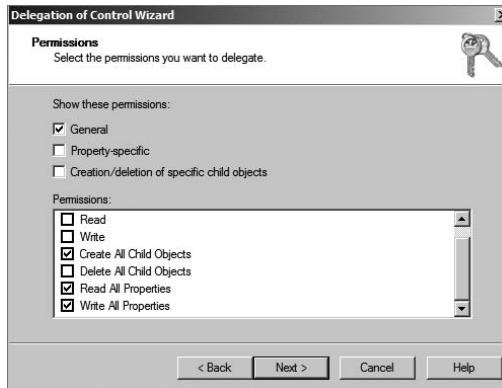 Delegation of Control Wizard
Permissions
Select the permissions you want to delegate.
Show these permissions:
General
Property-specific
Creation/deletion of specific child objects
Permissions:
Read
Write
Create All Child Objects
Delete All Child Objects
Read All Properties
Write All Properties
< Back Next > Cancel Help